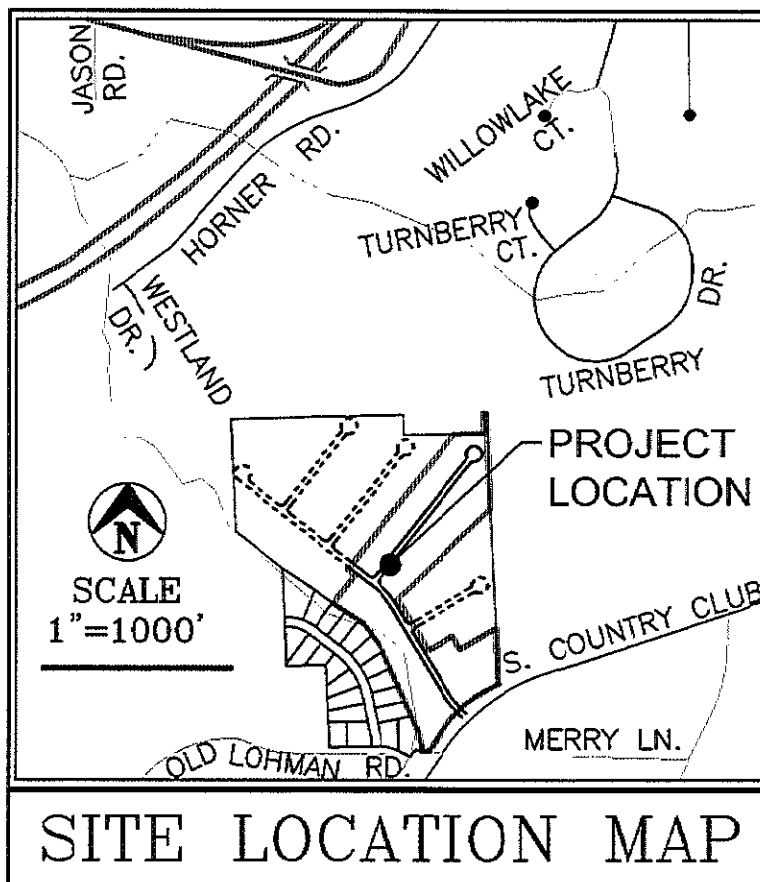 JASON
RD.
HORNER RD.
WILLOWLAKE
CT.
TURNBERRY
CT.
WESTLAND
DR.
TURNBERRY
DR.
PROJECT
LOCATION
N
SCALE
1"=1000'
S. COUNTRY CLUB
MERRY LN.
OLD LOHMAN RD.
SITE LOCATION MAP